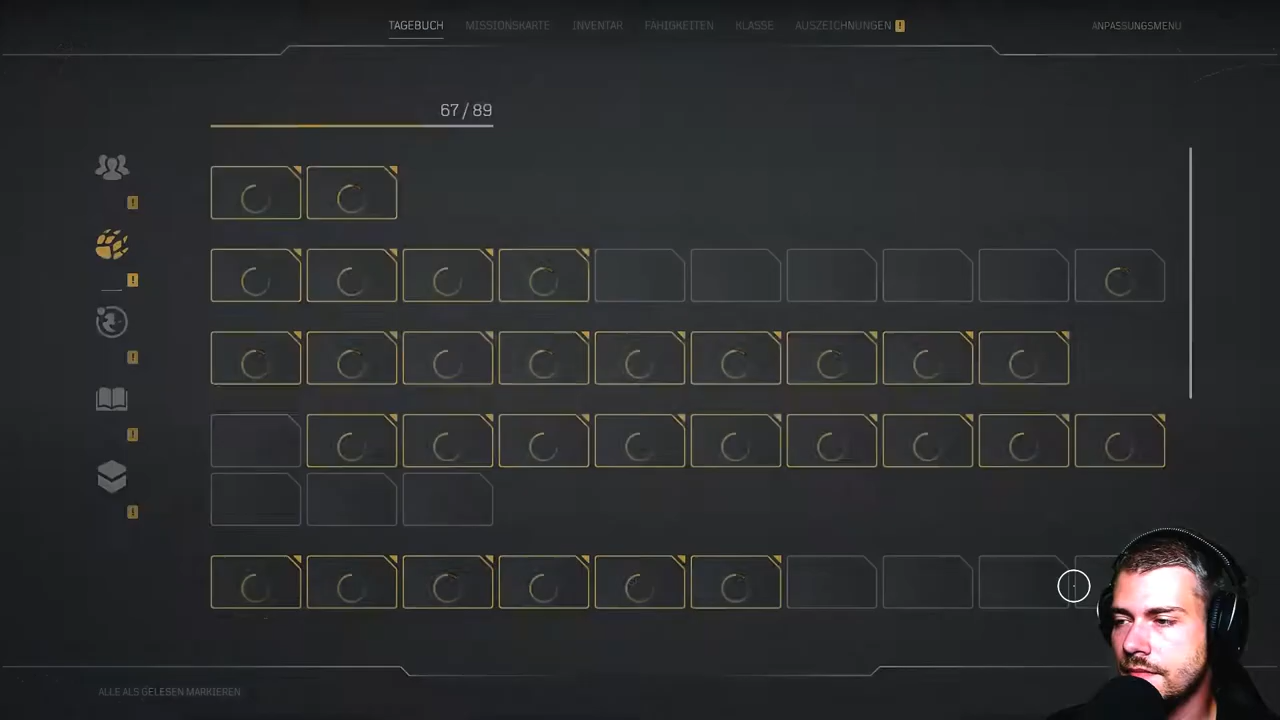 TAGEBUCH MISSIONSKARTE INVENTAR FÄHIGKEITEN KLASSE AUSZEICHNUNGEN ! ANPASSUNGSMENÜ
67 / 89
!
!
!
!
!
ALLE ALS GELESEN MARKIEREN